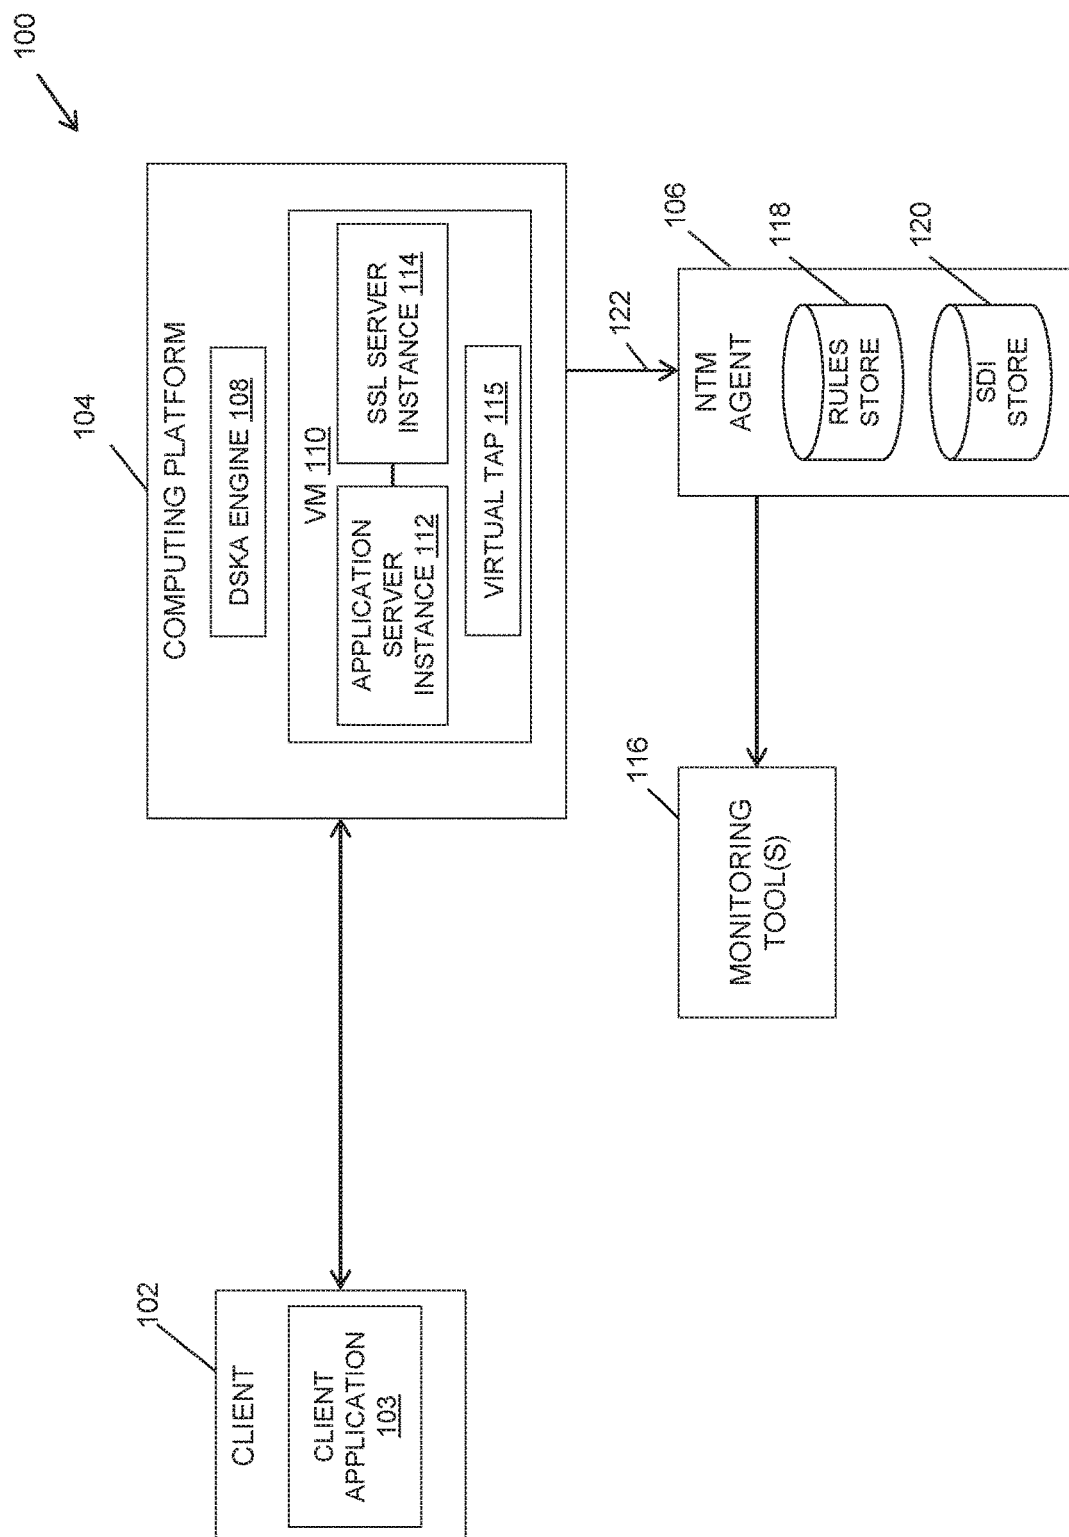 100
102
CLIENT
CLIENT
APPLICATION
103
104
COMPUTING PLATFORM
DSKA ENGINE 108
VM 110
APPLICATION
SERVER
INSTANCE 112
SSL SERVER
INSTANCE 114
VIRTUAL TAP 115
122
116
MONITORING
TOOL(S)
106
NTM
AGENT
118
RULES
STORE
120
SDI
STORE